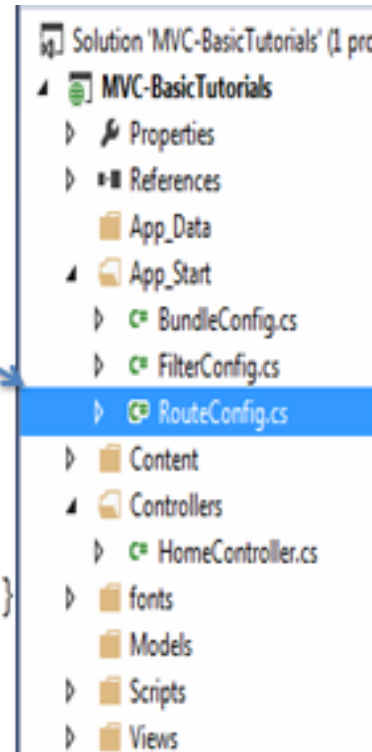 Solution 'MVC-BasicTutorials' (1 pro
MVC-BasicTutorials
Properties
References
App_Data
App_Start
C# BundleConfig.cs
C# FilterConfig.cs
C# RouteConfig.cs
Content
Controllers
C# HomeController.cs
}
fonts
Models
Scripts
Views